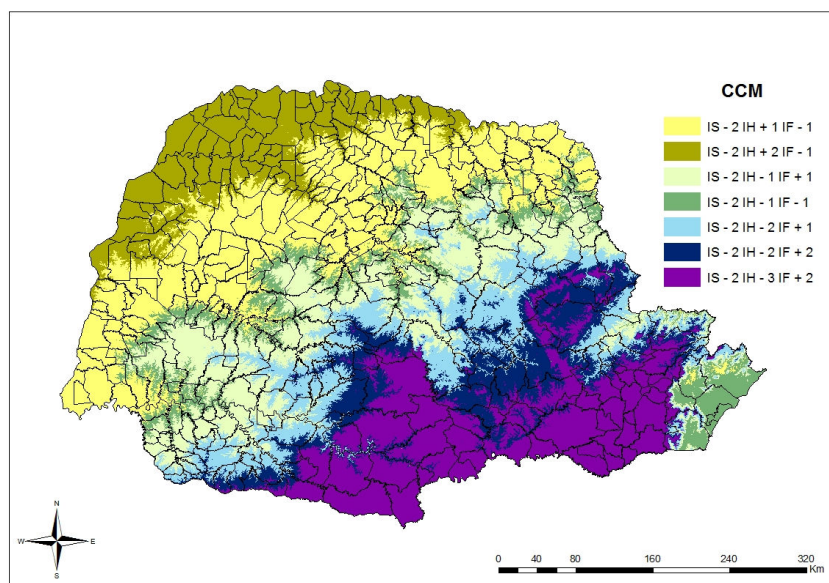 CCM
IS - 2 IH + 1 IF - 1
IS - 2 IH + 2 IF - 1
IS - 2 IH - 1 IF + 1
IS - 2 IH - 1 IF - 1
IS - 2 IH - 2 IF + 1
IS - 2 IH - 2 IF + 2
IS - 2 IH - 3 IF + 2
N
W E
S
0 20 40 80 160 240 320
Km